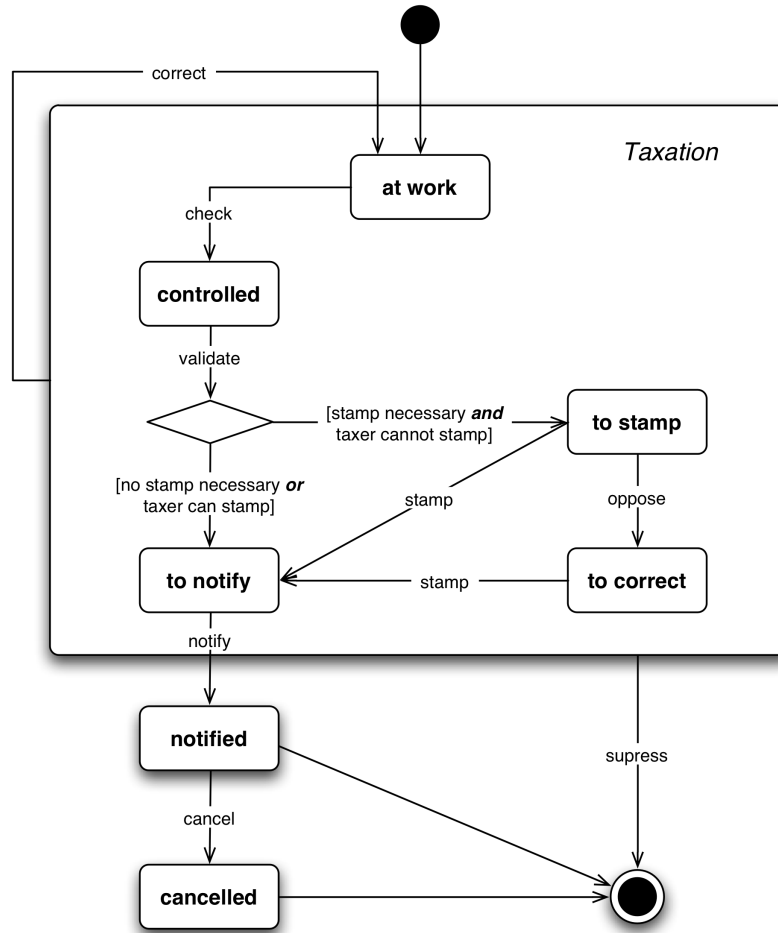 correct
Taxation
at work
check
controlled
validate
[stamp necessary and
taxer cannot stamp]
to stamp
[no stamp necessary or
taxer can stamp]
stamp
oppose
to notify
stamp
to correct
notify
notified
supress
cancel
cancelled